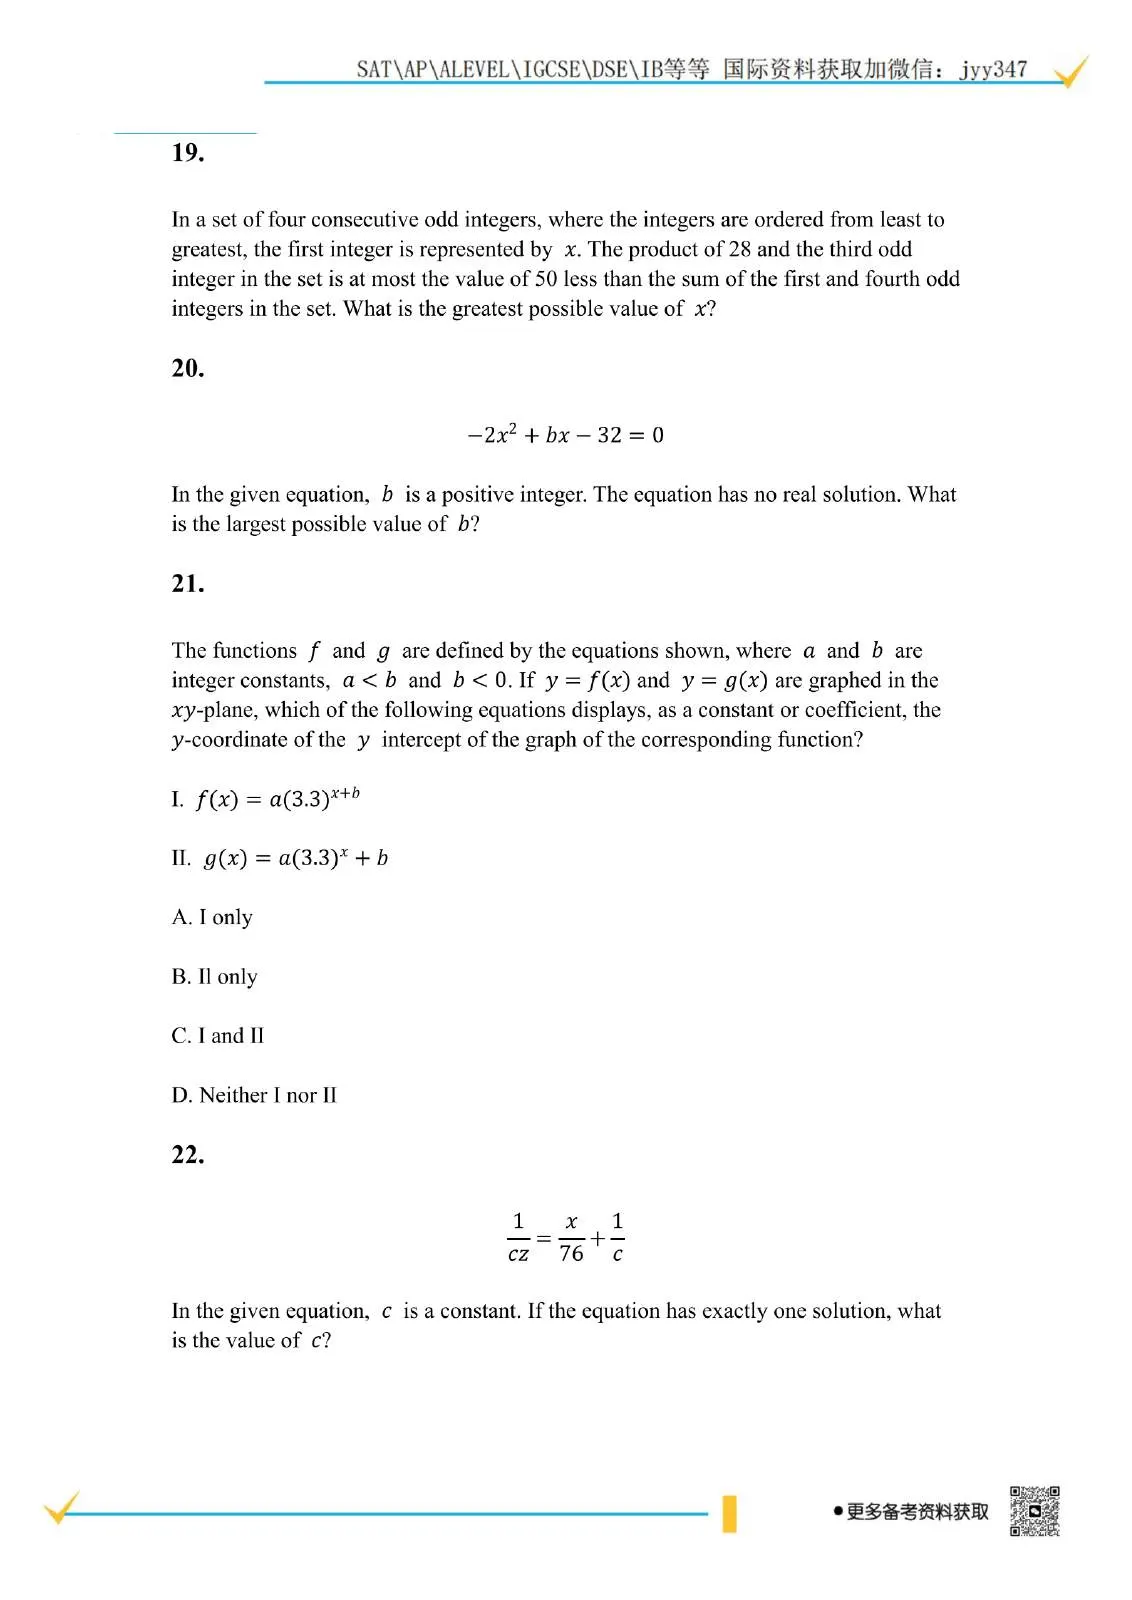 SAT\AP\ALEVEL\IGCSE\DSE\IB等等 国际资料获取加微信：jyy347
19.
In a set of four consecutive odd integers, where the integers are ordered from least to
greatest, the first integer is represented by x. The product of 28 and the third odd
integer in the set is at most the value of 50 less than the sum of the first and fourth odd
integers in the set. What is the greatest possible value of x?
20.
−2x² + bx − 32 = 0
In the given equation, b is a positive integer. The equation has no real solution. What
is the largest possible value of b?
21.
The functions f and g are defined by the equations shown, where a and b are
integer constants, a < b and b < 0. If y = f(x) and y = g(x) are graphed in the
xy-plane, which of the following equations displays, as a constant or coefficient, the
y-coordinate of the y intercept of the graph of the corresponding function?
I. f(x) = a(3.3)^{x+b}
II. g(x) = a(3.3)^x + b
A. I only
B. Il only
C. I and II
D. Neither I nor II
22.
1/cz = x/76 + 1/c
In the given equation, c is a constant. If the equation has exactly one solution, what
is the value of c?
●更多备考资料获取